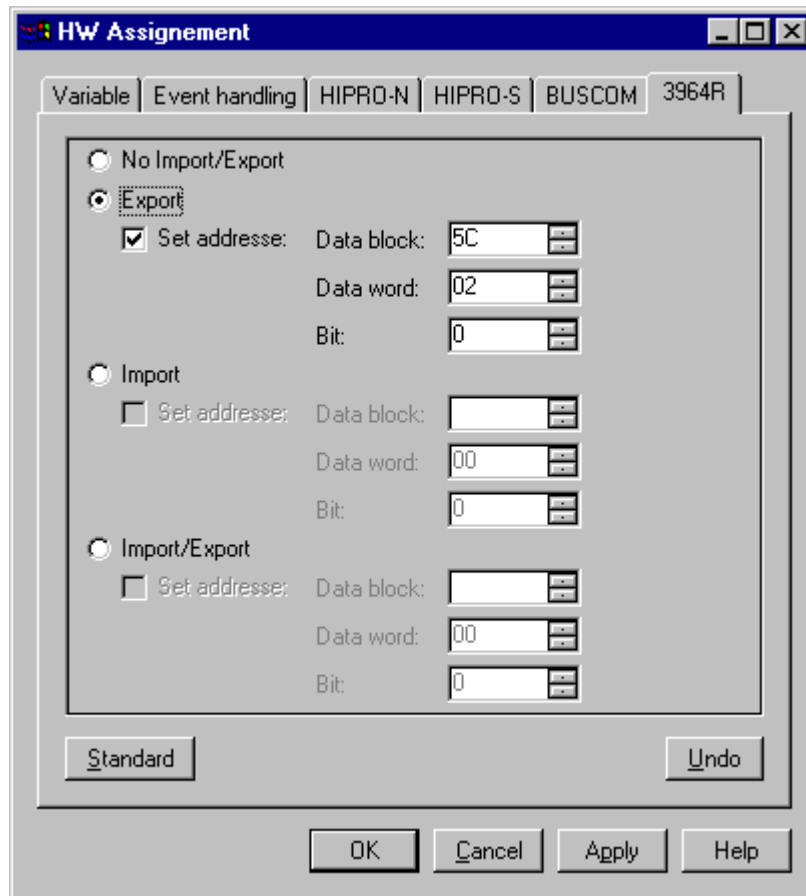 HW Assignement
Variable Event handling HIPRO-N HIPRO-S BUSCOM 3964R
No Import/Export
Export
Set addresse: Data block: 5C
Data word: 02
Bit: 0
Import
Set addresse: Data block:
Data word: 00
Bit: 0
Import/Export
Set addresse: Data block:
Data word: 00
Bit: 0
Standard Undo
OK Cancel Apply Help